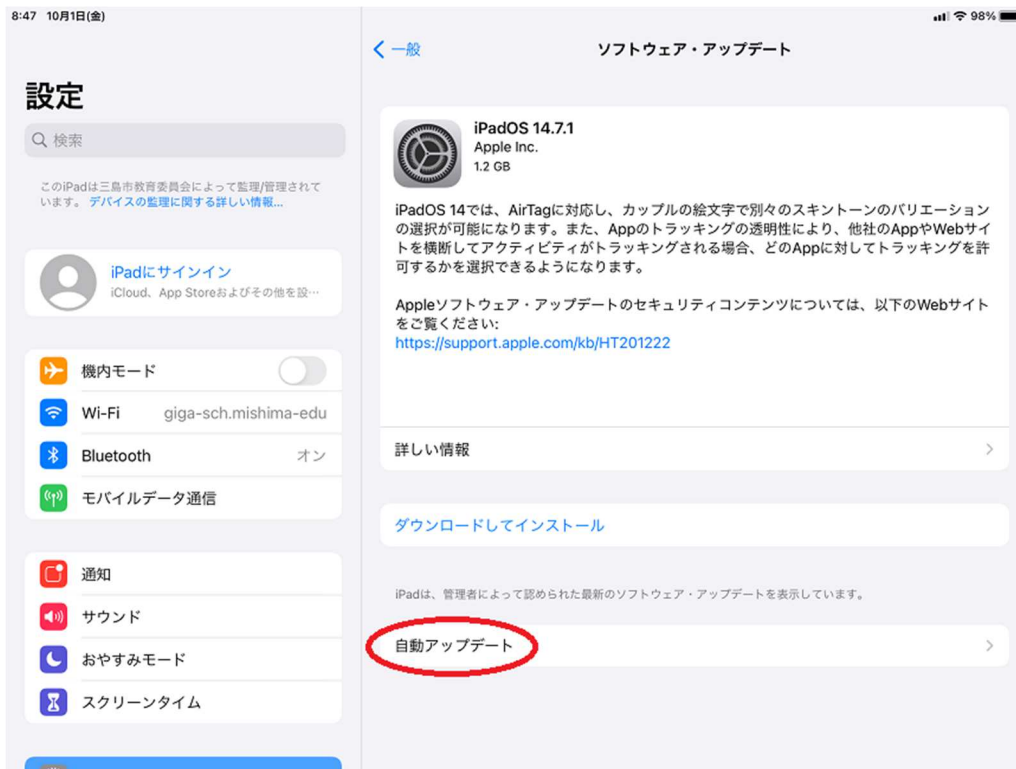 8:47 10月1日(金)
98%
設定
検索
このiPadは三島市教育委員会によって監理/管理されて
います。デバイスの監理に関する詳しい情報...
iPadにサインイン
iCloud、App Storeおよびその他を設…
機内モード
Wi-Fi giga-sch.mishima-edu
Bluetooth オン
モバイルデータ通信
通知
サウンド
おやすみモード
スクリーンタイム
一般
ソフトウェア・アップデート
iPadOS 14.7.1
Apple Inc.
1.2 GB
iPadOS 14では、AirTagに対応し、カップルの絵文字で別々のスキントーンのバリエーション
の選択が可能になります。また、Appのトラッキングの透明性により、他社のAppやWebサイ
トを横断してアクティビティがトラッキングされる場合、どのAppに対してトラッキングを許
可するかを選択できるようになります。
Appleソフトウェア・アップデートのセキュリティコンテンツについては、以下のWebサイト
をご覧ください:
https://support.apple.com/kb/HT201222
詳しい情報
ダウンロードしてインストール
iPadは、管理者によって認められた最新のソフトウェア・アップデートを表示しています。
自動アップデート